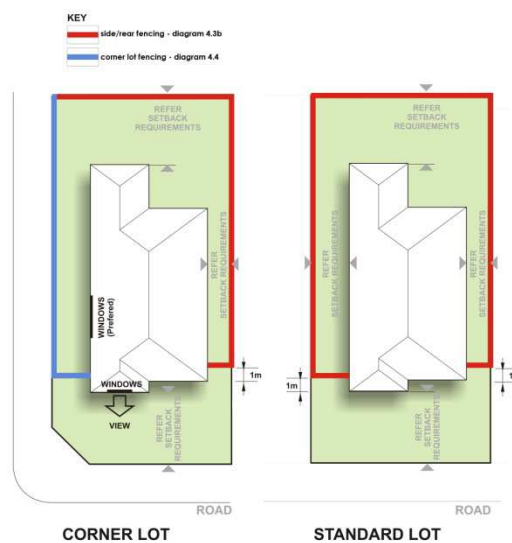 KEY
side/rear fencing - diagram 4.3b
corner lot fencing - diagram 4.4
REFER
SETBACK
REQUIREMENTS
REFER
SETBACK REQUIREMENTS
WINDOWS
(Prefered)
WINDOWS
VIEW
REFER
SETBACK
REQUIREMENTS
1m
ROAD
CORNER LOT
REFER
SETBACK
REQUIREMENTS
REFER
SETBACK REQUIREMENTS
REFER
SETBACK REQUIREMENTS
1m
1m
REFER
SETBACK
REQUIREMENTS
ROAD
STANDARD LOT